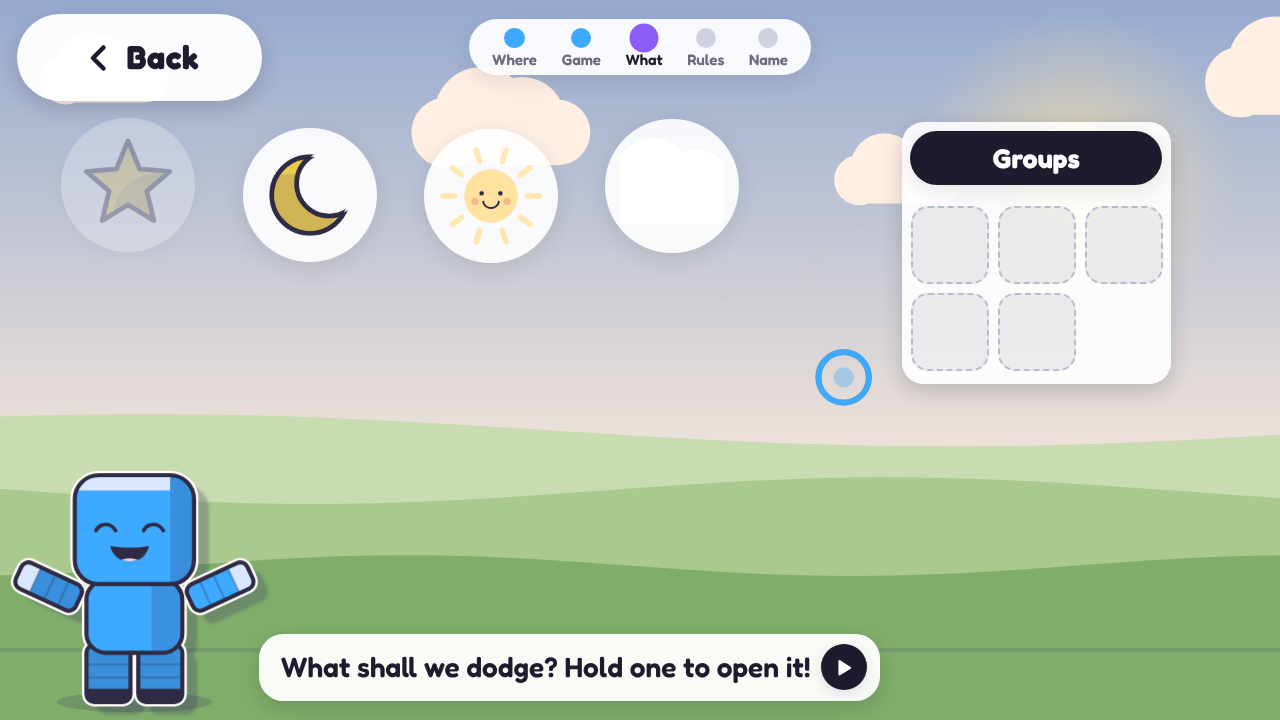 Back
Where
Game
What
Rules
Name
Groups
What shall we dodge? Hold one to open it!